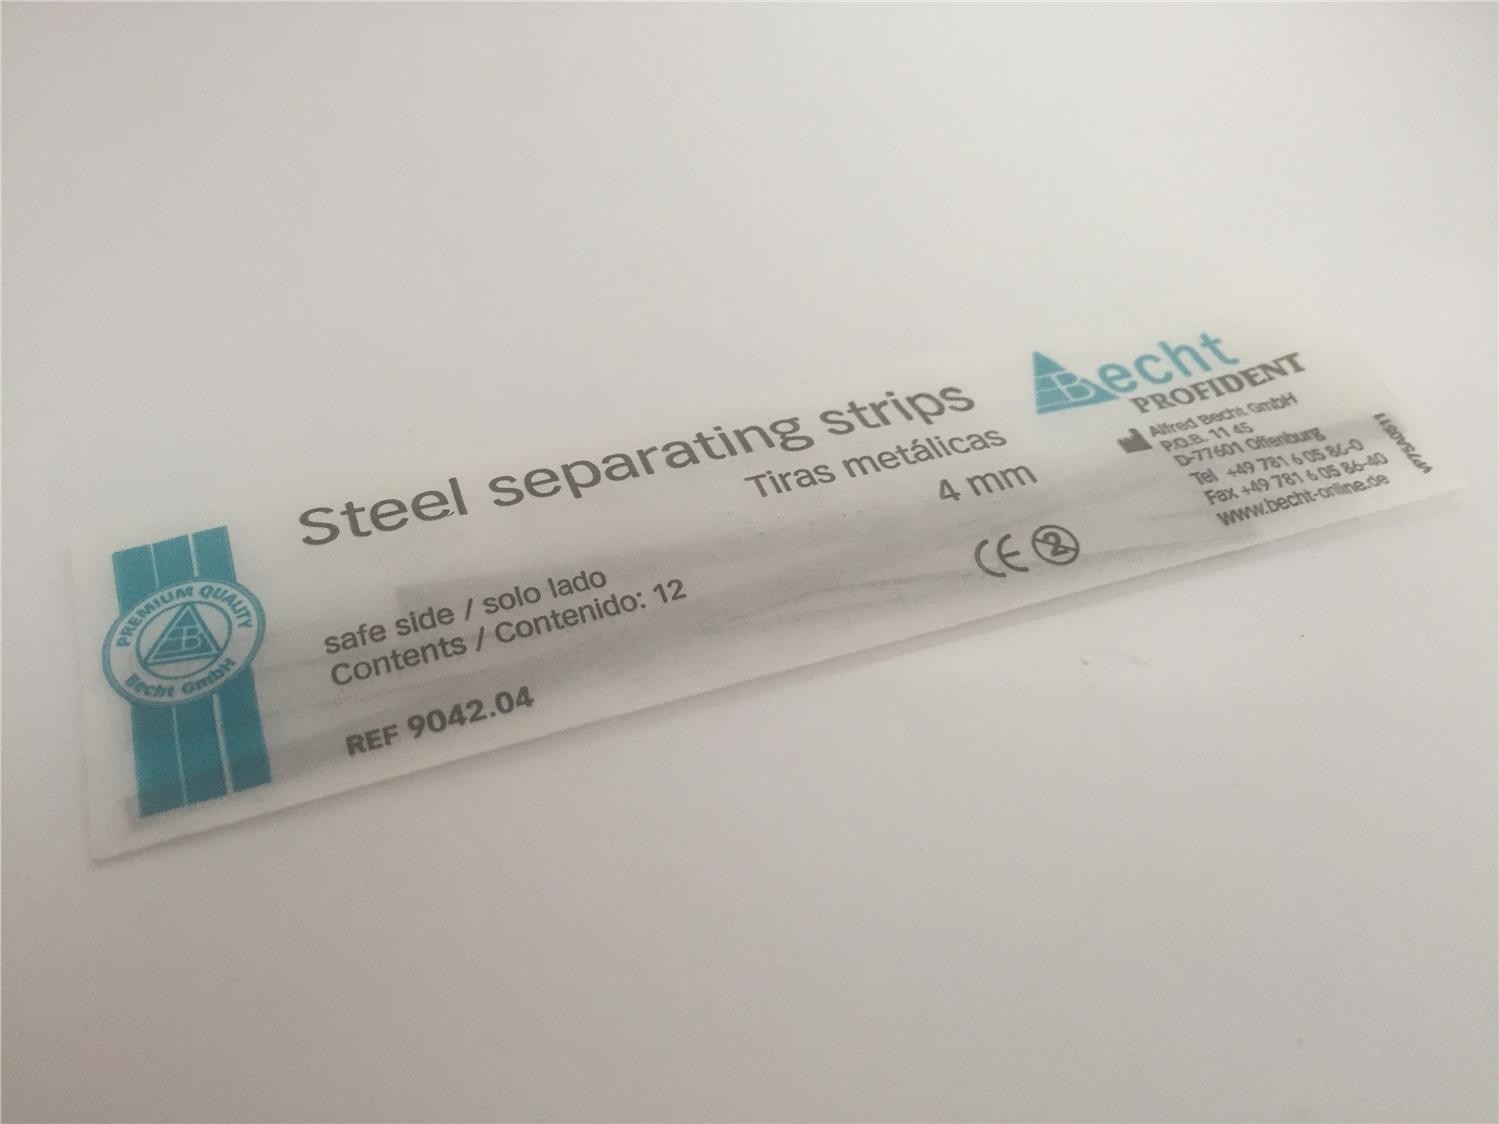 Steel separating strips
Tiras metálicas
4 mm
safe side / solo lado
Contents / Contenido: 12
REF 9042.04
CE 2
PREMIUM QUALITY
B
Becht GmbH
Becht
PROFIDENT
Alfred Becht GmbH
P.O.B. 11 45
D-77601 Offenburg
Tel +49 781 6 05 86-0
Fax +49 781 6 05 86-40
www.becht-online.de